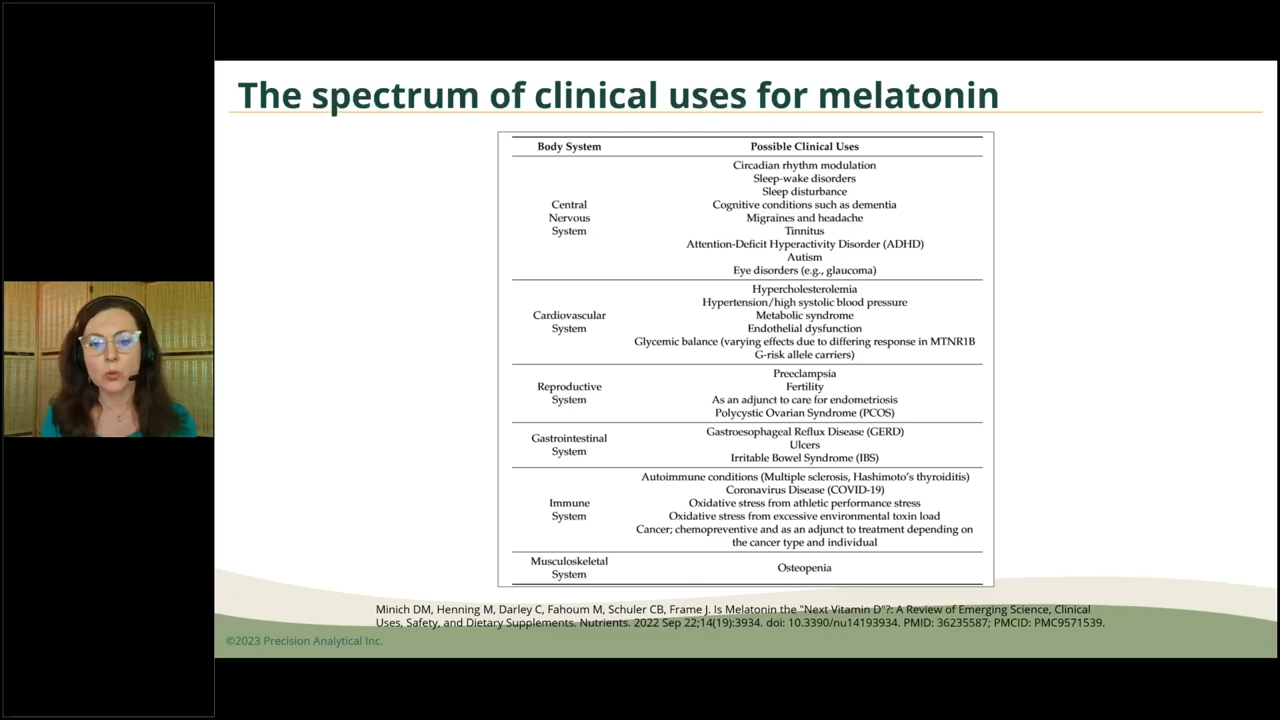 The spectrum of clinical uses for melatonin
Body System
Possible Clinical Uses
Central
Nervous
System
Circadian rhythm modulation
Sleep-wake disorders
Sleep disturbance
Cognitive conditions such as dementia
Migraines and headache
Tinnitus
Attention-Deficit Hyperactivity Disorder (ADHD)
Autism
Eye disorders (e.g., glaucoma)
Cardiovascular
System
Hypercholesterolemia
Hypertension/high systolic blood pressure
Metabolic syndrome
Endothelial dysfunction
Glycemic balance (varying effects due to differing response in MTNR1B
G-risk allele carriers)
Reproductive
System
Preeclampsia
Fertility
As an adjunct to care for endometriosis
Polycystic Ovarian Syndrome (PCOS)
Gastrointestinal
System
Gastroesophageal Reflux Disease (GERD)
Ulcers
Irritable Bowel Syndrome (IBS)
Immune
System
Autoimmune conditions (Multiple sclerosis, Hashimoto's thyroiditis)
Coronavirus Disease (COVID-19)
Oxidative stress from athletic performance stress
Oxidative stress from excessive environmental toxin load
Cancer; chemopreventive and as an adjunct to treatment depending on
the cancer type and individual
Musculoskeletal
System
Osteopenia
Minich DM, Henning M, Darley C, Fahoum M, Schuler CB, Frame J. Is Melatonin the "Next Vitamin D"?: A Review of Emerging Science, Clinical
Uses, Safety, and Dietary Supplements. Nutrients. 2022 Sep 22;14(19):3934. doi: 10.3390/nu14193934. PMID: 36235587; PMCID: PMC9571539.
©2023 Precision Analytical Inc.